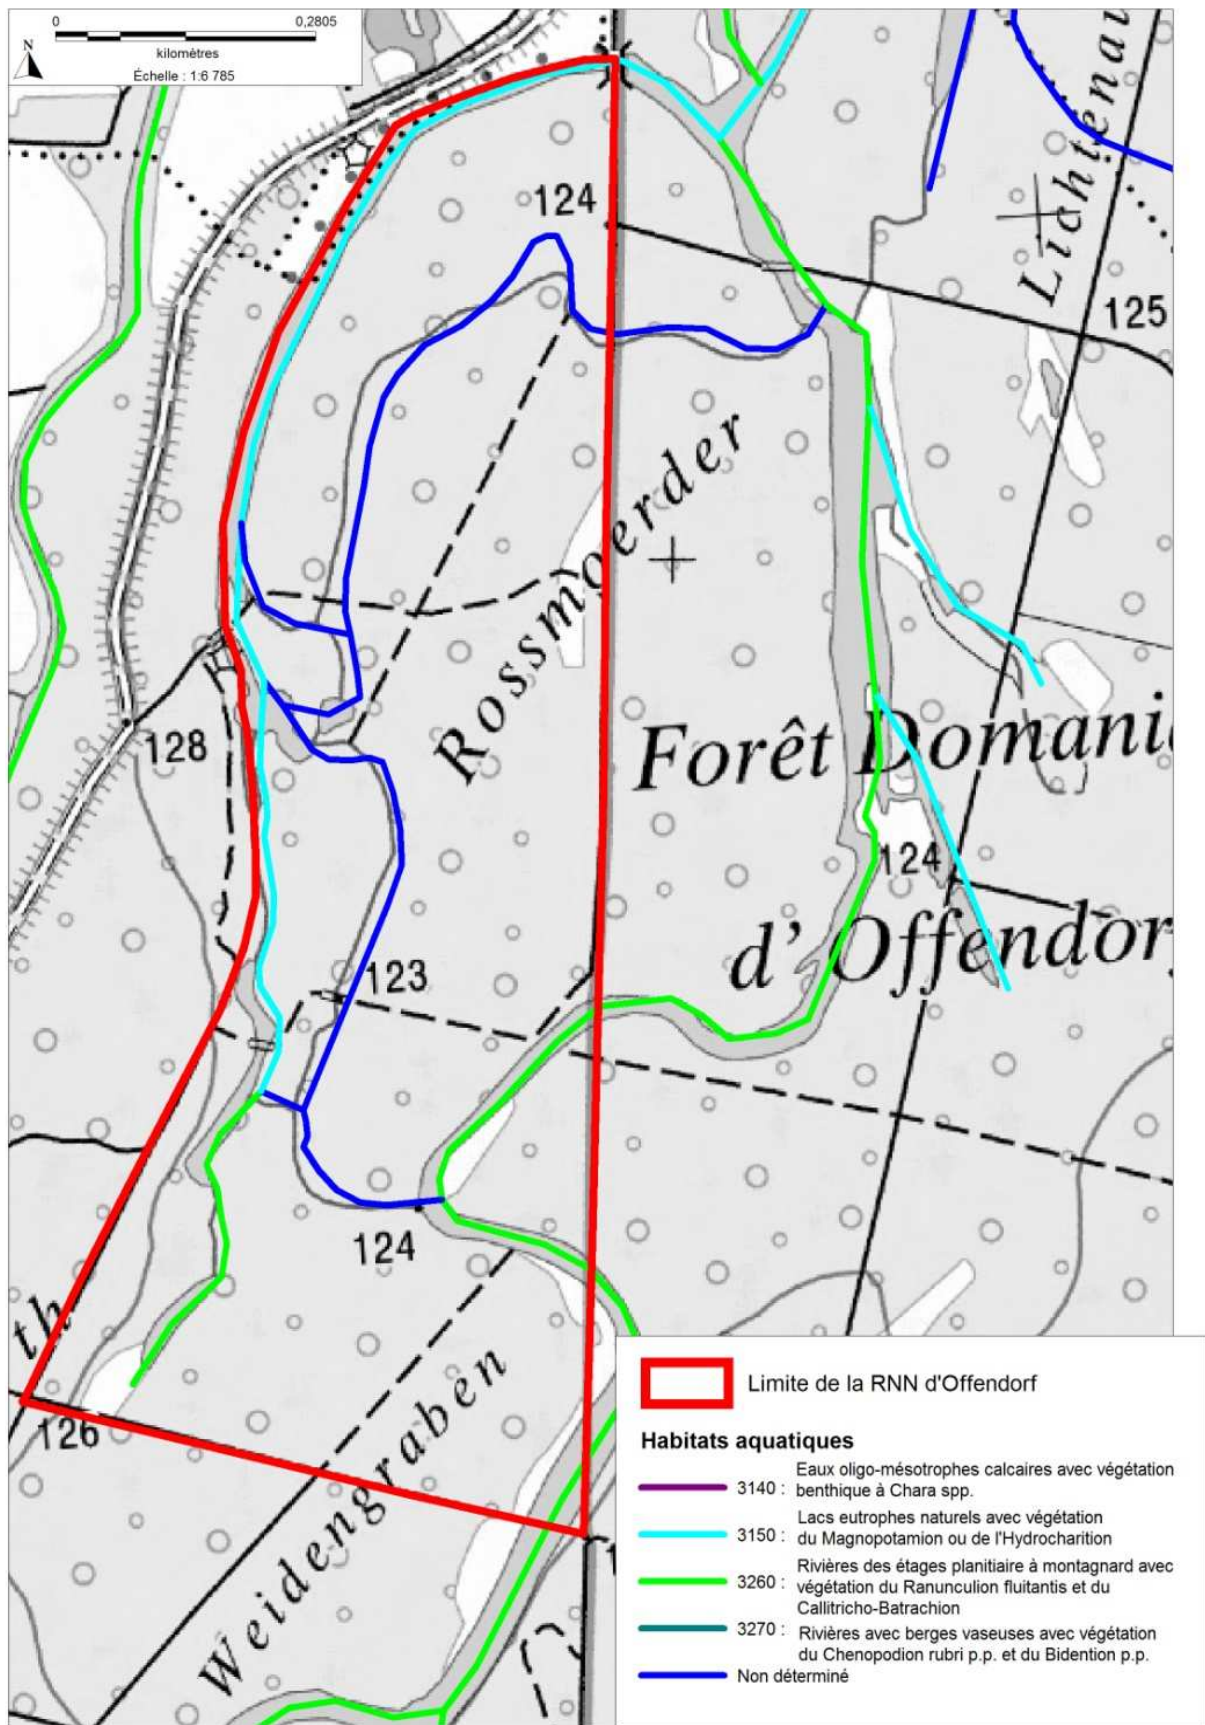 0 0,2805
kilomètres
Échelle : 1:6 785
N
124
Lichtenau
125
Rossmoerder
128
Forêt Domani
124
d' Offendor
123
124
th
126
Weidengraben
Limite de la RNN d'Offendorf
Habitats aquatiques
3140 : Eaux oligo-mésotrophes calcaires avec végétation
benthique à Chara spp.
3150 : Lacs eutrophes naturels avec végétation
du Magnopotamion ou de l'Hydrocharition
3260 : Rivières des étages planitiaire à montagnard avec
végétation du Ranunculion fluitantis et du
Callitricho-Batrachion
3270 : Rivières avec berges vaseuses avec végétation
du Chenopodion rubri p.p. et du Bidention p.p.
Non déterminé